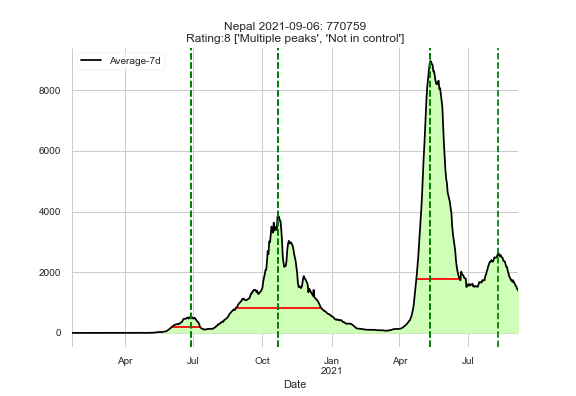 Nepal 2021-09-06: 770759
Rating:8 ['Multiple peaks', 'Not in control']
Average-7d
8000
6000
4000
2000
0
Apr Jul Oct Jan Apr Jul
2021
Date